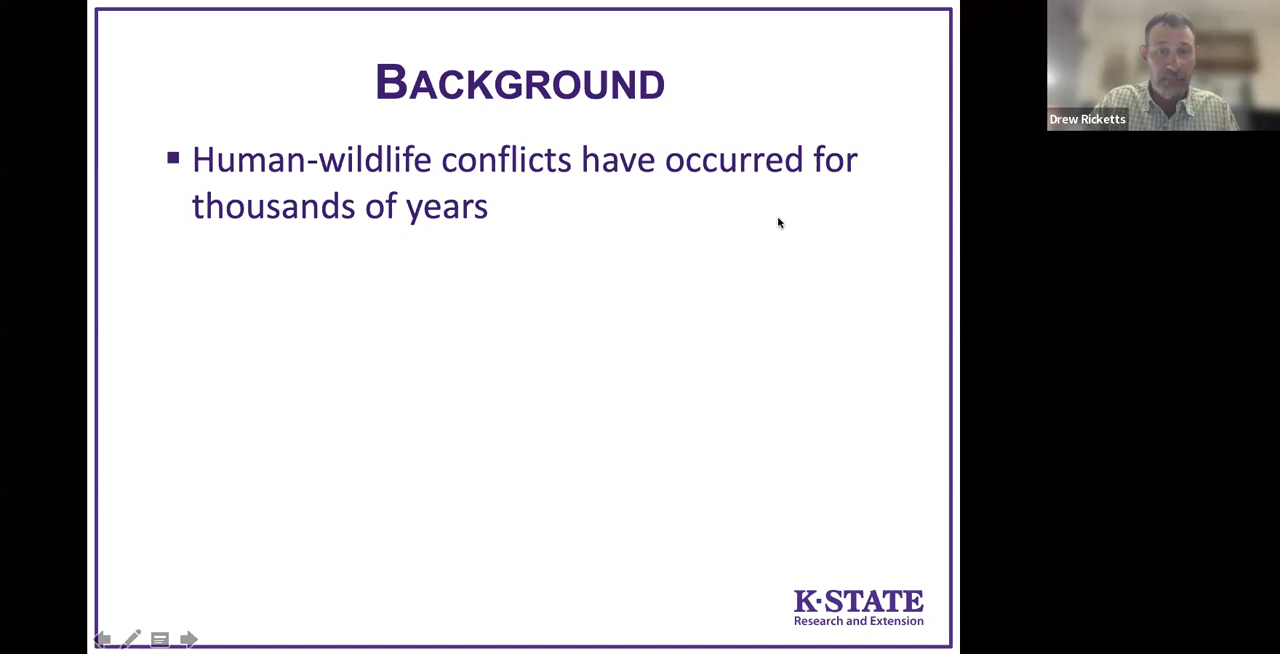 BACKGROUND
Human-wildlife conflicts have occurred for
thousands of years
Drew Ricketts
K·STATE
Research and Extension